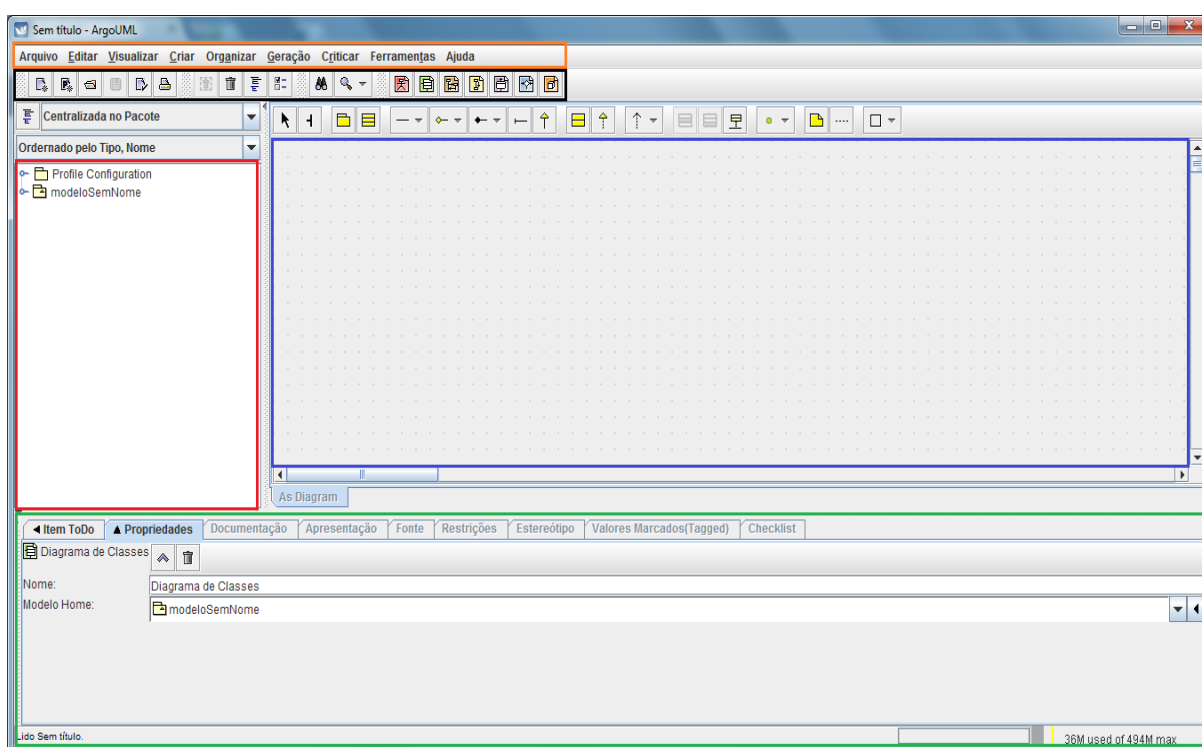 Sem título - ArgoUML
Arquivo Editar Visualizar Criar Organizar Geração Criticar Ferramentas Ajuda
Centralizada no Pacote
Ordernado pelo Tipo, Nome
Profile Configuration
modeloSemNome
As Diagram
Item ToDo Propriedades Documentação Apresentação Fonte Restrições Estereótipo Valores Marcados(Tagged) Checklist
Diagrama de Classes
Nome: Diagrama de Classes
Modelo Home: modeloSemNome
Lido Sem título. 36M used of 494M max